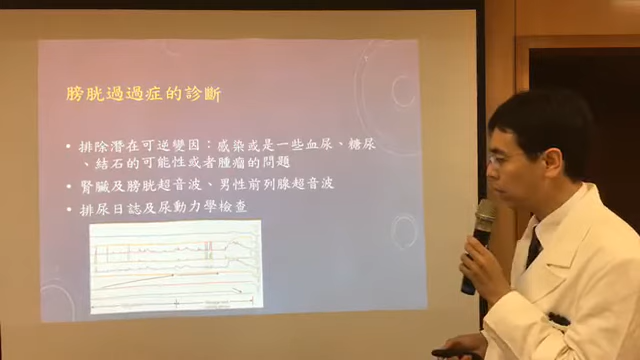 膀胱過過症的診斷
• 排除潛在可逆變因：感染或是一些血尿、糖尿
、結石的可能性或者腫瘤的問題
• 腎臟及膀胱超音波、男性前列腺超音波
• 排尿日誌及尿動力學檢查